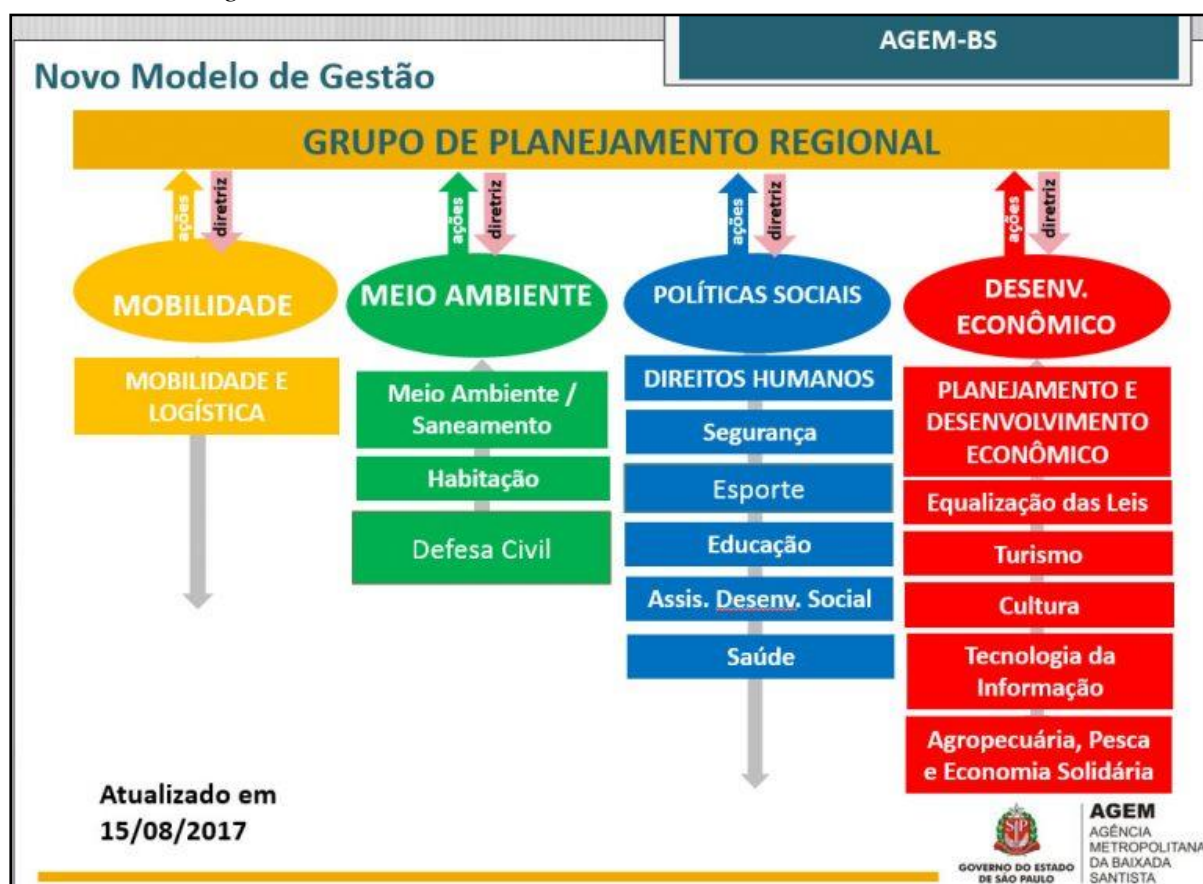 AGEM-BS
Novo Modelo de Gestão
GRUPO DE PLANEJAMENTO REGIONAL
ações
diretriz
ações
diretriz
ações
diretriz
ações
diretriz
MOBILIDADE
MEIO AMBIENTE
POLÍTICAS SOCIAIS
DESENV.
ECONÔMICO
MOBILIDADE E
LOGÍSTICA
Meio Ambiente /
Saneamento
Habitação
Defesa Civil
DIREITOS HUMANOS
Segurança
Esporte
Educação
Assis. Desenv. Social
Saúde
PLANEJAMENTO E
DESENVOLVIMENTO
ECONÔMICO
Equalização das Leis
Turismo
Cultura
Tecnologia da
Informação
Agropecuária, Pesca
e Economia Solidária
Atualizado em
15/08/2017
GOVERNO DO ESTADO
DE SÃO PAULO
AGEM
AGÊNCIA
METROPOLITANA
DA BAIXADA
SANTISTA